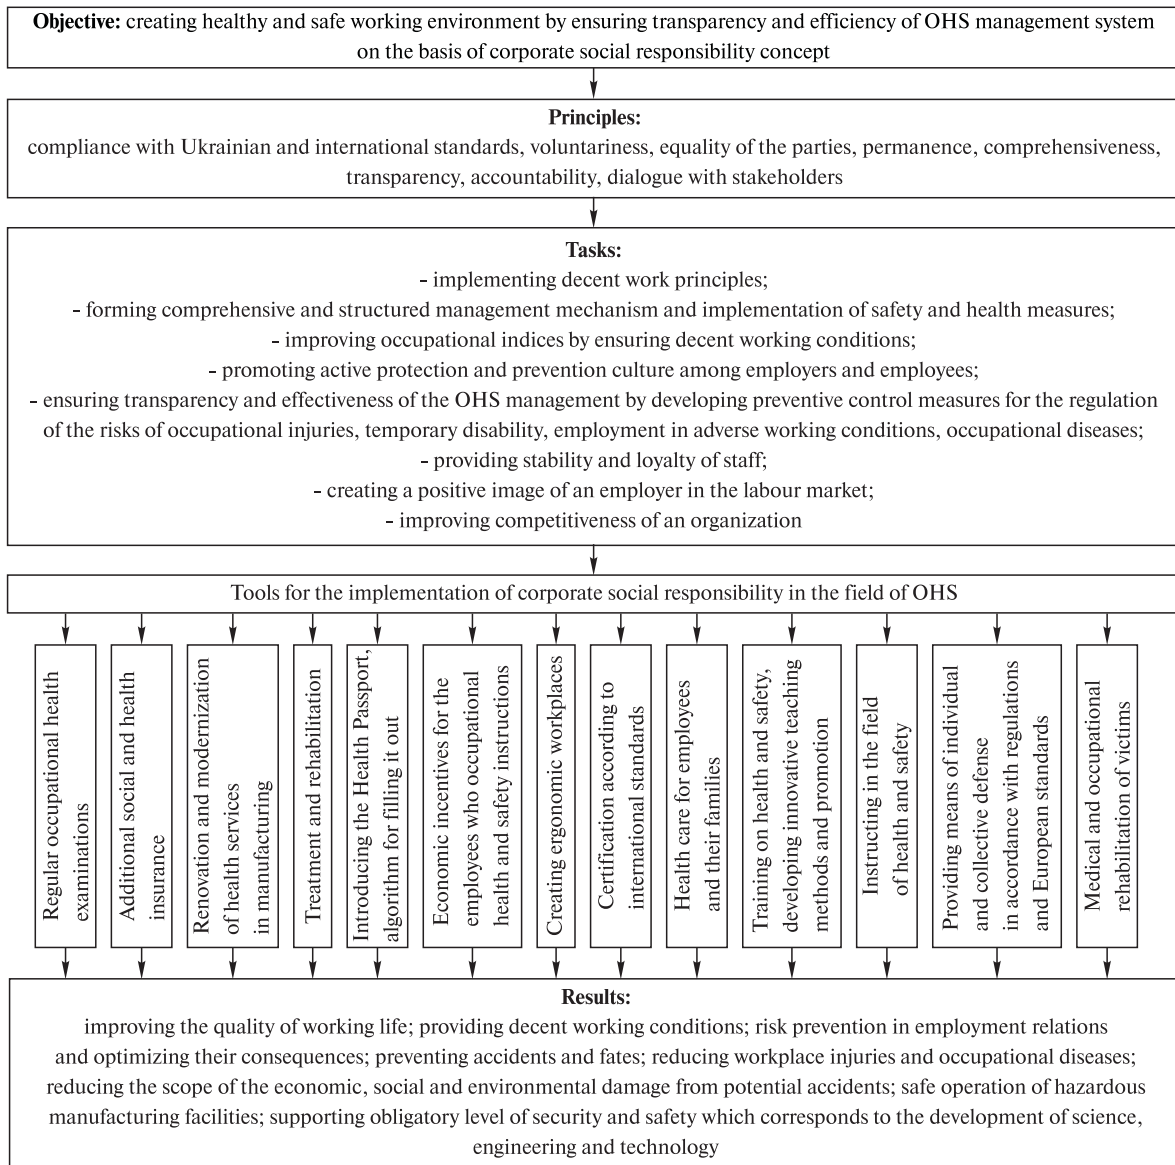 Objective: creating healthy and safe working environment by ensuring transparency and efficiency of OHS management system
on the basis of corporate social responsibility concept
Principles:
compliance with Ukrainian and international standards, voluntariness, equality of the parties, permanence, comprehensiveness,
transparency, accountability, dialogue with stakeholders
Tasks:
- implementing decent work principles;
- forming comprehensive and structured management mechanism and implementation of safety and health measures;
- improving occupational indices by ensuring decent working conditions;
- promoting active protection and prevention culture among employers and employees;
- ensuring transparency and effectiveness of the OHS management by developing preventive control measures for the regulation
of the risks of occupational injuries, temporary disability, employment in adverse working conditions, occupational diseases;
- providing stability and loyalty of staff;
- creating a positive image of an employer in the labour market;
- improving competitiveness of an organization
Tools for the implementation of corporate social responsibility in the field of OHS
Regular occupational health
examinations
Additional social and health
insurance
Renovation and modernization
of health services
in manufacturing
Treatment and rehabilitation
Introducing the Health Passport,
algorithm for filling it out
Economic incentives for the
employees who occupational
health and safety instructions
Creating ergonomic workplaces
Certification according to
international standards
Health care for employees
and their families
Training on health and safety,
developing innovative teaching
methods and promotion
Instructing in the field
of health and safety
Providing means of individual
and collective defense
in accordance with regulations
and European standards
Medical and occupational
rehabilitation of victims
Results:
improving the quality of working life; providing decent working conditions; risk prevention in employment relations
and optimizing their consequences; preventing accidents and fates; reducing workplace injuries and occupational diseases;
reducing the scope of the economic, social and environmental damage from potential accidents; safe operation of hazardous
manufacturing facilities; supporting obligatory level of security and safety which corresponds to the development of science,
engineering and technology